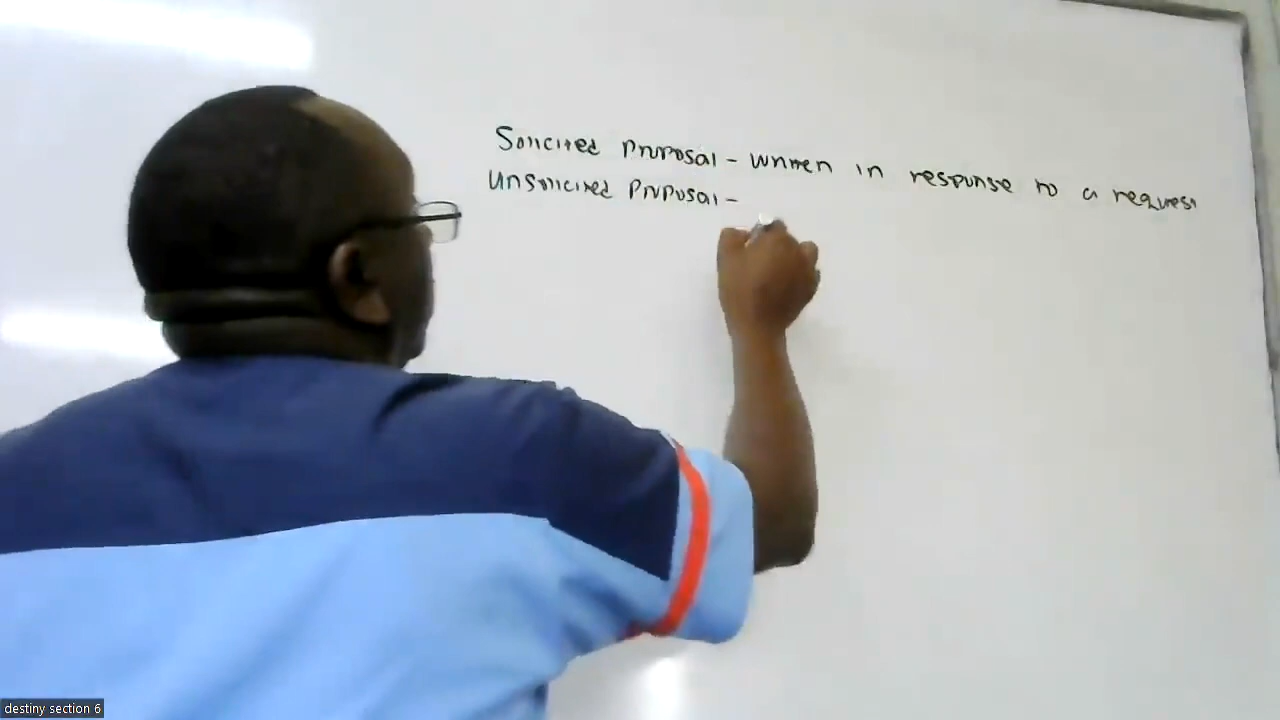 Solicited Proposal - written in response to a request
Unsolicited Proposal -
destiny section 6